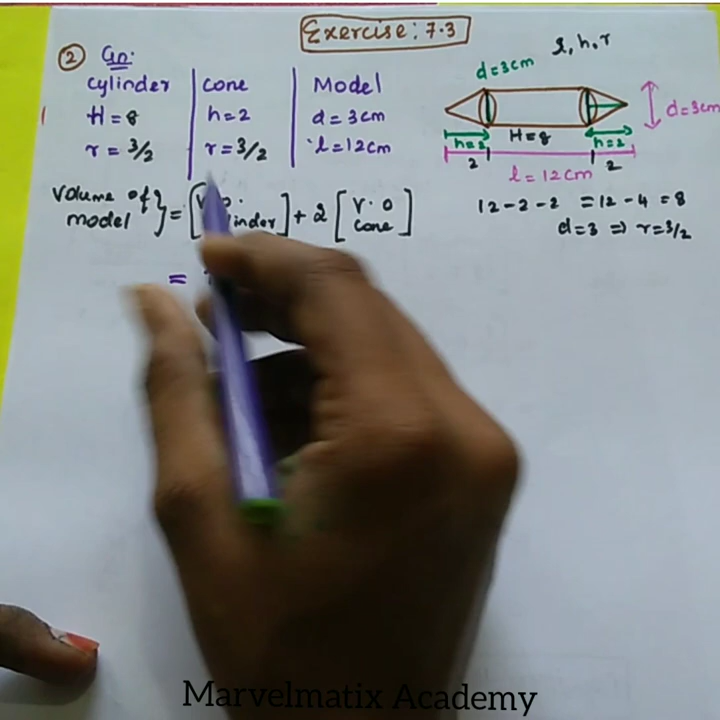 Exercise: 7.3
② Gn:
Cylinder Cone Model
H = 8 h = 2 d = 3cm
r = 3/2 r = 3/2 l = 12cm
l, h, r
d = 3cm
d = 3cm
h = 2 H = 8 h = 2
2 l = 12cm 2
12 - 2 - 2 = 12 - 4 = 8
d = 3 ⇒ r = 3/2
Volume of
model } = [ ] + 2 [ V. O
Cone ]
=
Marvelmatix Academy